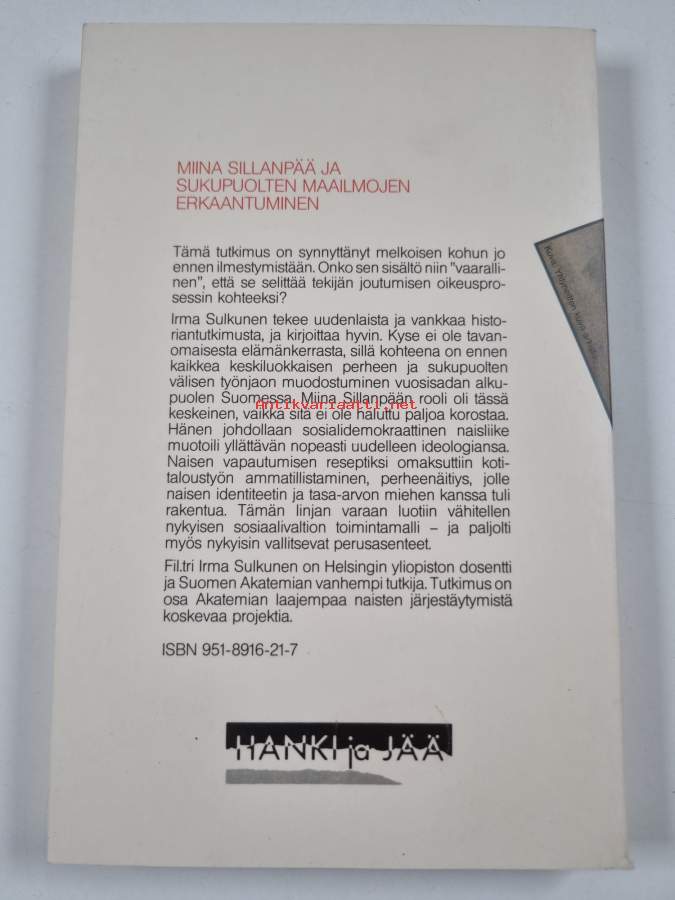 MIINA SILLANPÄÄ JA
SUKUPUOLTEN MAAILMOJEN
ERKAANTUMINEN
Tämä tutkimus on synnyttänyt melkoisen kohun jo
ennen ilmestymistään. Onko sen sisältö niin "vaaralli-
nen", että se selittää tekijän joutumisen oikeuspro-
sessin kohteeksi?
Irma Sulkunen tekee uudenlaista ja vankkaa histo-
riantutkimusta, ja kirjoittaa hyvin. Kyse ei ole tavan-
omaisesta elämänkerrasta, sillä kohteena on ennen
kaikkea keskiluokkaisen perheen ja sukupuolten
välisen työnjaon muodostuminen vuosisadan alku-
puolen Suomessa. Miina Sillanpään rooli oli tässä
Antikvariaatti.net
keskeinen, vaikka sitä ei ole haluttu paljoa korostaa.
Hänen johdollaan sosialidemokraattinen naisliike
muotoili yllättävän nopeasti uudelleen ideologiansa.
Naisen vapautumisen reseptiksi omaksuttiin koti-
taloustyön ammatillistaminen, perheenäitiys, jolle
naisen identiteetin ja tasa-arvon miehen kanssa tuli
rakentua. Tämän linjan varaan luotiin vähitellen
nykyisen sosiaalivaltion toimintamalli – ja paljolti
myös nykyisin vallitsevat perusasenteet.
Fil.tri Irma Sulkunen on Helsingin yliopiston dosentti
ja Suomen Akatemian vanhempi tutkija. Tutkimus on
osa Akatemian laajempaa naisten järjestäytymistä
koskevaa projektia.
ISBN 951-8916-21-7
HANKI ja JÄÄ
Kuva: kuva